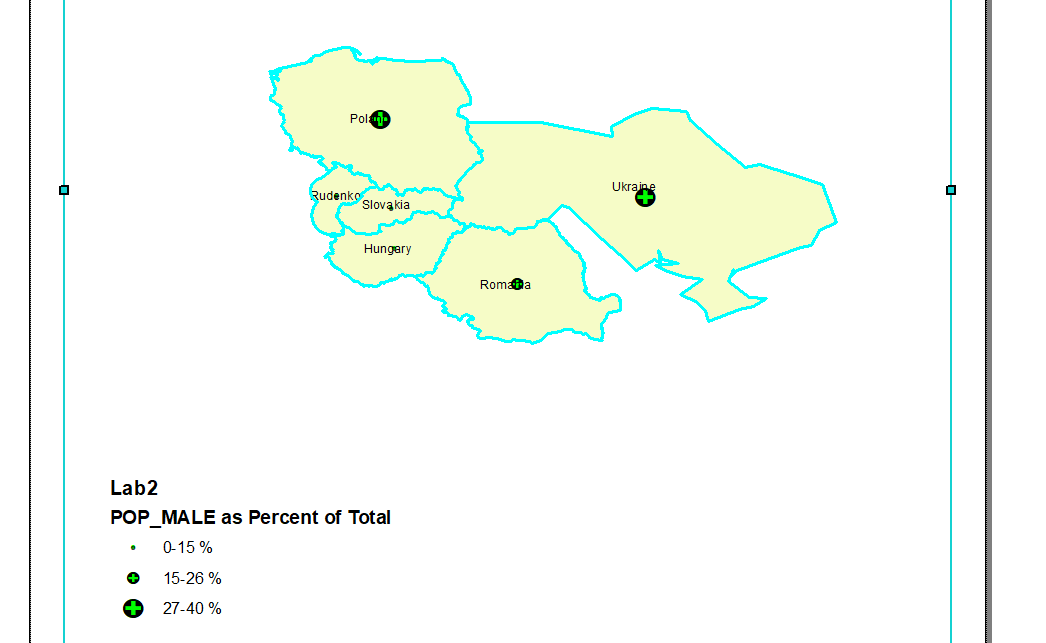 Poland
Ukraine
Rudenko
Slovakia
Hungary
Romania
Lab2
POP_MALE as Percent of Total
0-15 %
15-26 %
27-40 %